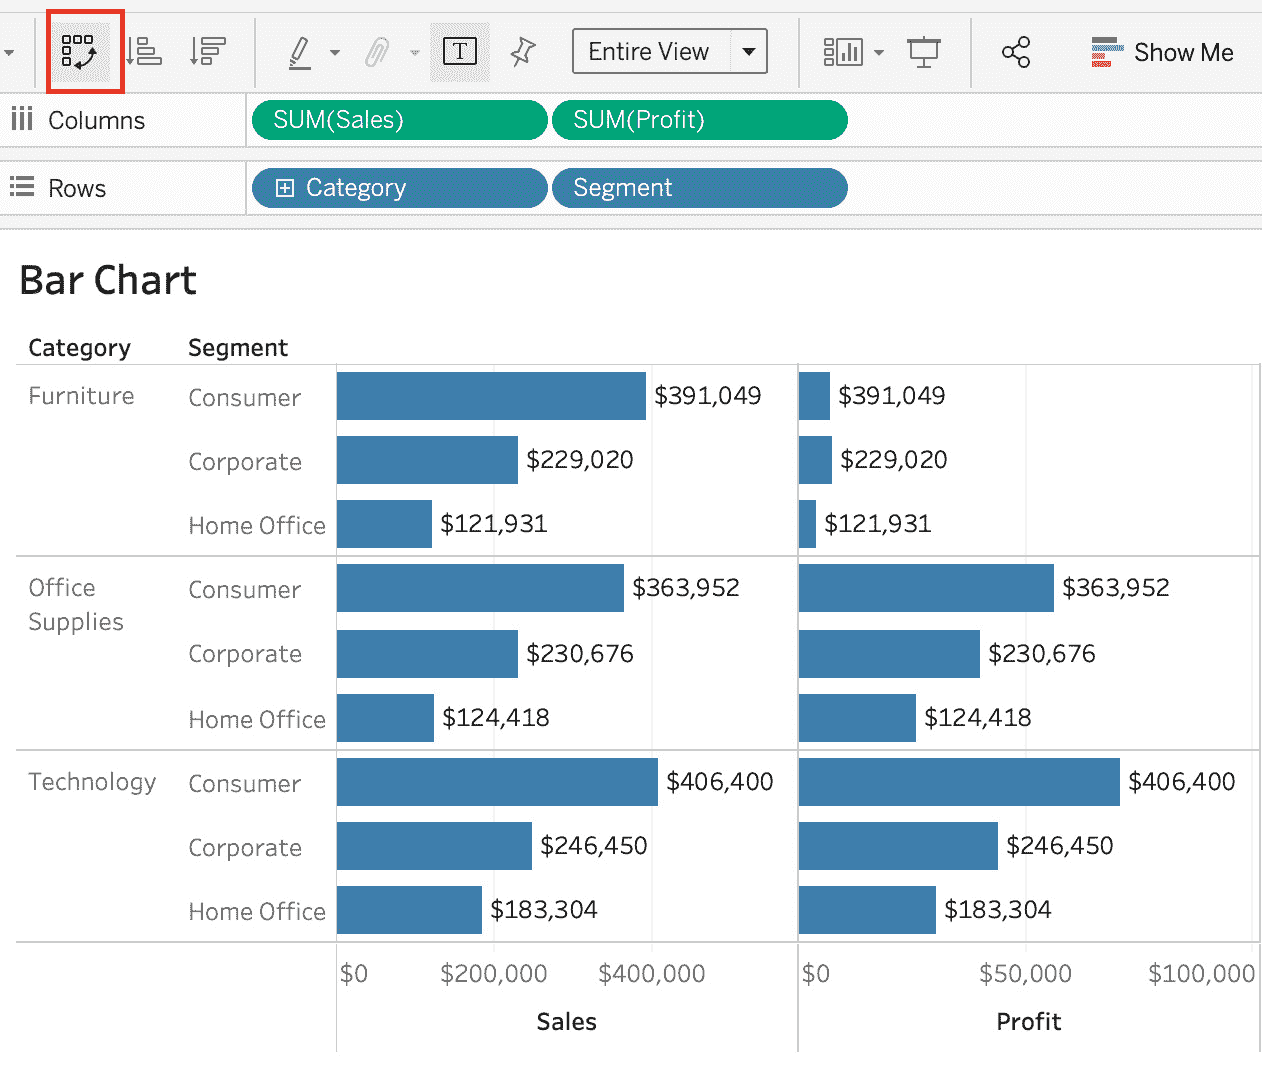 T Entire View Show Me
Columns SUM(Sales) SUM(Profit)
Rows Category Segment
Bar Chart
Category Segment
Furniture Consumer $391,049 $391,049
Corporate $229,020 $229,020
Home Office $121,931 $121,931
Office Supplies Consumer $363,952 $363,952
Corporate $230,676 $230,676
Home Office $124,418 $124,418
Technology Consumer $406,400 $406,400
Corporate $246,450 $246,450
Home Office $183,304 $183,304
$0 $200,000 $400,000 $0 $50,000 $100,000
Sales Profit